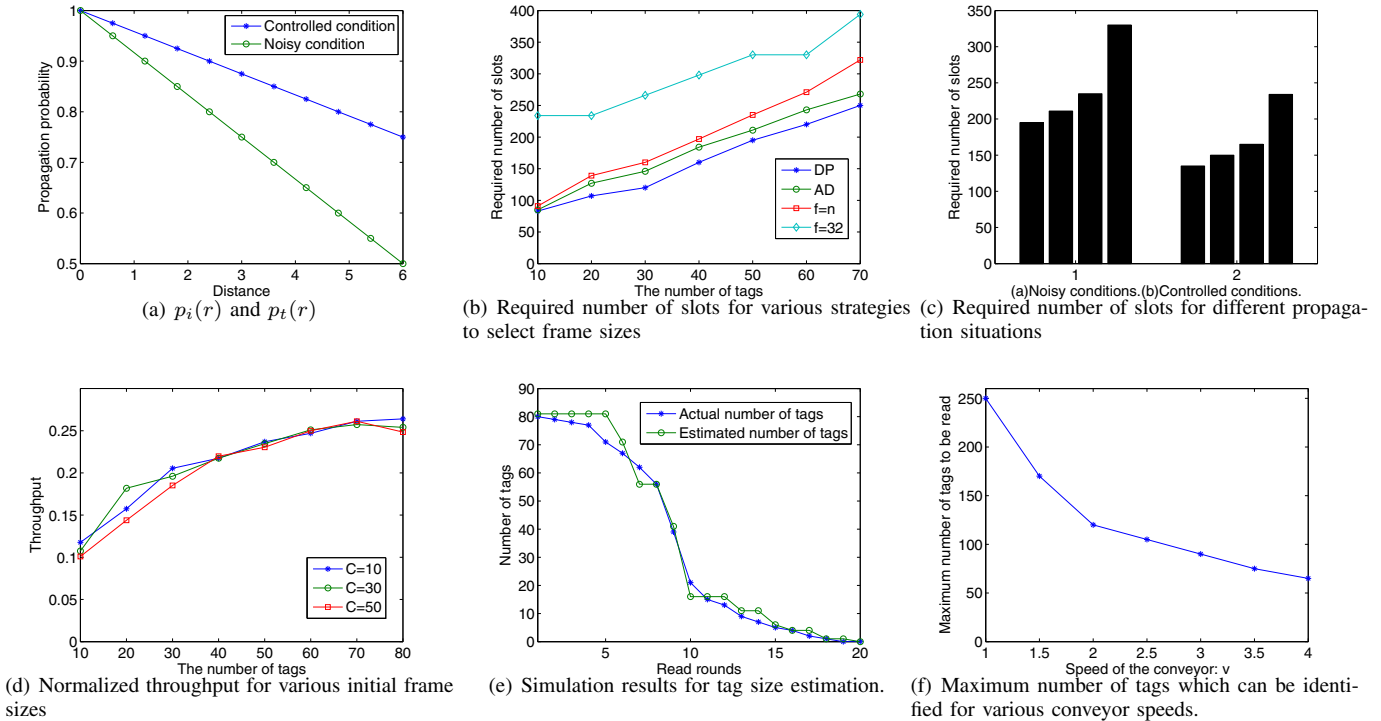 1
0.9
0.8
0.7
0.6
0.5
Propagation probability
Controlled condition
Noisy condition
0 1 2 3 4 5 6
Distance
(a) p_i(r) and p_t(r)
400
350
300
250
200
150
100
50
0
Required number of slots
DP
AD
f=n
f=32
10 20 30 40 50 60 70
The number of tags
(b) Required number of slots for various strategies
to select frame sizes
350
300
250
200
150
100
50
0
Required number of slots
1 2
(a)Noisy conditions.(b)Controlled conditions.
(c) Required number of slots for different propaga-
tion situations
0.25
0.2
0.15
0.1
0.05
0
Throughput
C=10
C=30
C=50
10 20 30 40 50 60 70 80
The number of tags
(d) Normalized throughput for various initial frame
sizes
90
80
70
60
50
40
30
20
10
0
Number of tags
Actual number of tags
Estimated number of tags
5 10 15 20
Read rounds
(e) Simulation results for tag size estimation.
250
200
150
100
50
0
Maximum number of tags to be read
1 1.5 2 2.5 3 3.5 4
Speed of the conveyor: v
(f) Maximum number of tags which can be identi-
fied for various conveyor speeds.